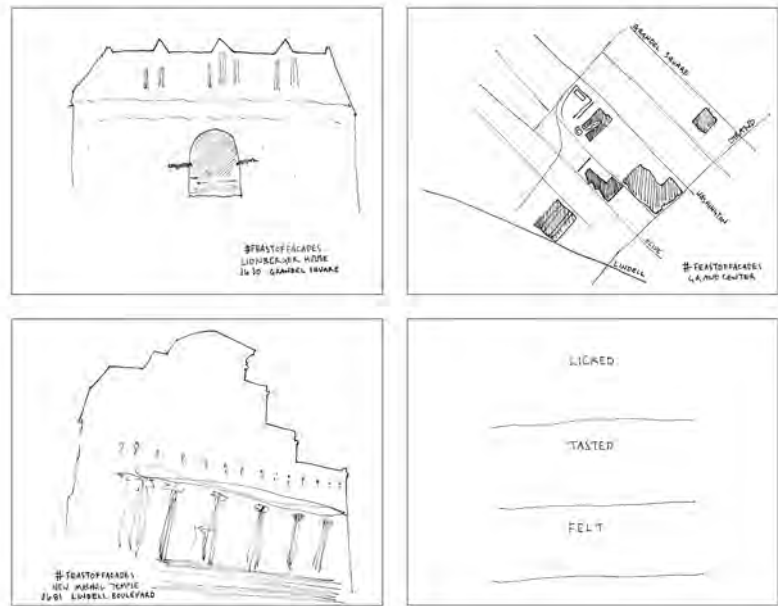 #FEASTOFFACADES
LIONBERGER HOUSE
3630 GRANDEL SQUARE
GRANDEL SQUARE
GRAND
WASHINGTON
OLIVE
LINDELL
#FEASTOFFACADES
GRAND CENTER
#FEASTOFFACADES
NEW MASONIC TEMPLE
3681 LINDELL BOULEVARD
LICKED
TASTED
FELT